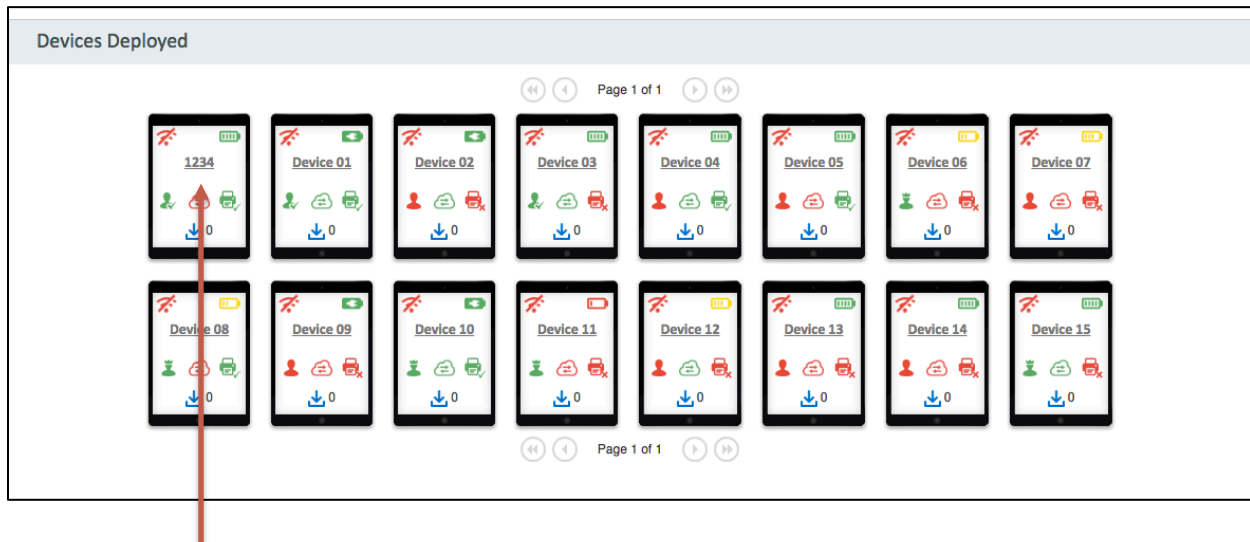 Devices Deployed
Page 1 of 1
1234 Device 01 Device 02 Device 03 Device 04 Device 05 Device 06 Device 07
0 0 0 0 0 0 0 0
Device 08 Device 09 Device 10 Device 11 Device 12 Device 13 Device 14 Device 15
0 0 0 0 0 0 0 0
Page 1 of 1